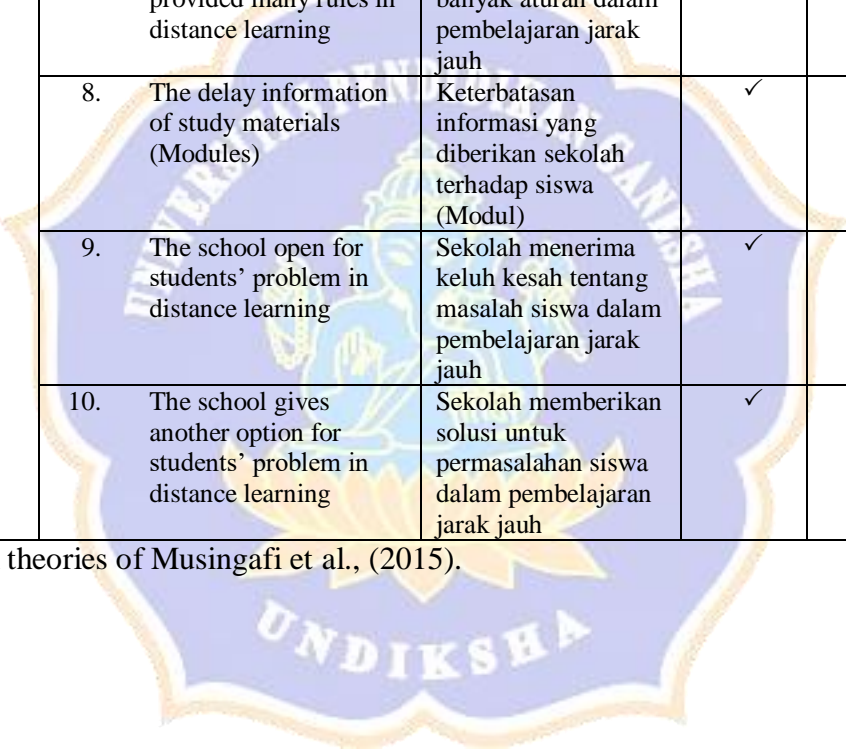 provided many rules in
distance learning
banyak aturan dalam
pembelajaran jarak
jauh
8.
The delay information
of study materials
(Modules)
Keterbatasan
informasi yang
diberikan sekolah
terhadap siswa
(Modul)
✓
9.
The school open for
students’ problem in
distance learning
Sekolah menerima
keluh kesah tentang
masalah siswa dalam
pembelajaran jarak
jauh
✓
10.
The school gives
another option for
students’ problem in
distance learning
Sekolah memberikan
solusi untuk
permasalahan siswa
dalam pembelajaran
jarak jauh
✓
theories of Musingafi et al., (2015).
UNIVERSITAS PENDIDIKAN GANESHA
UNDIKSHA